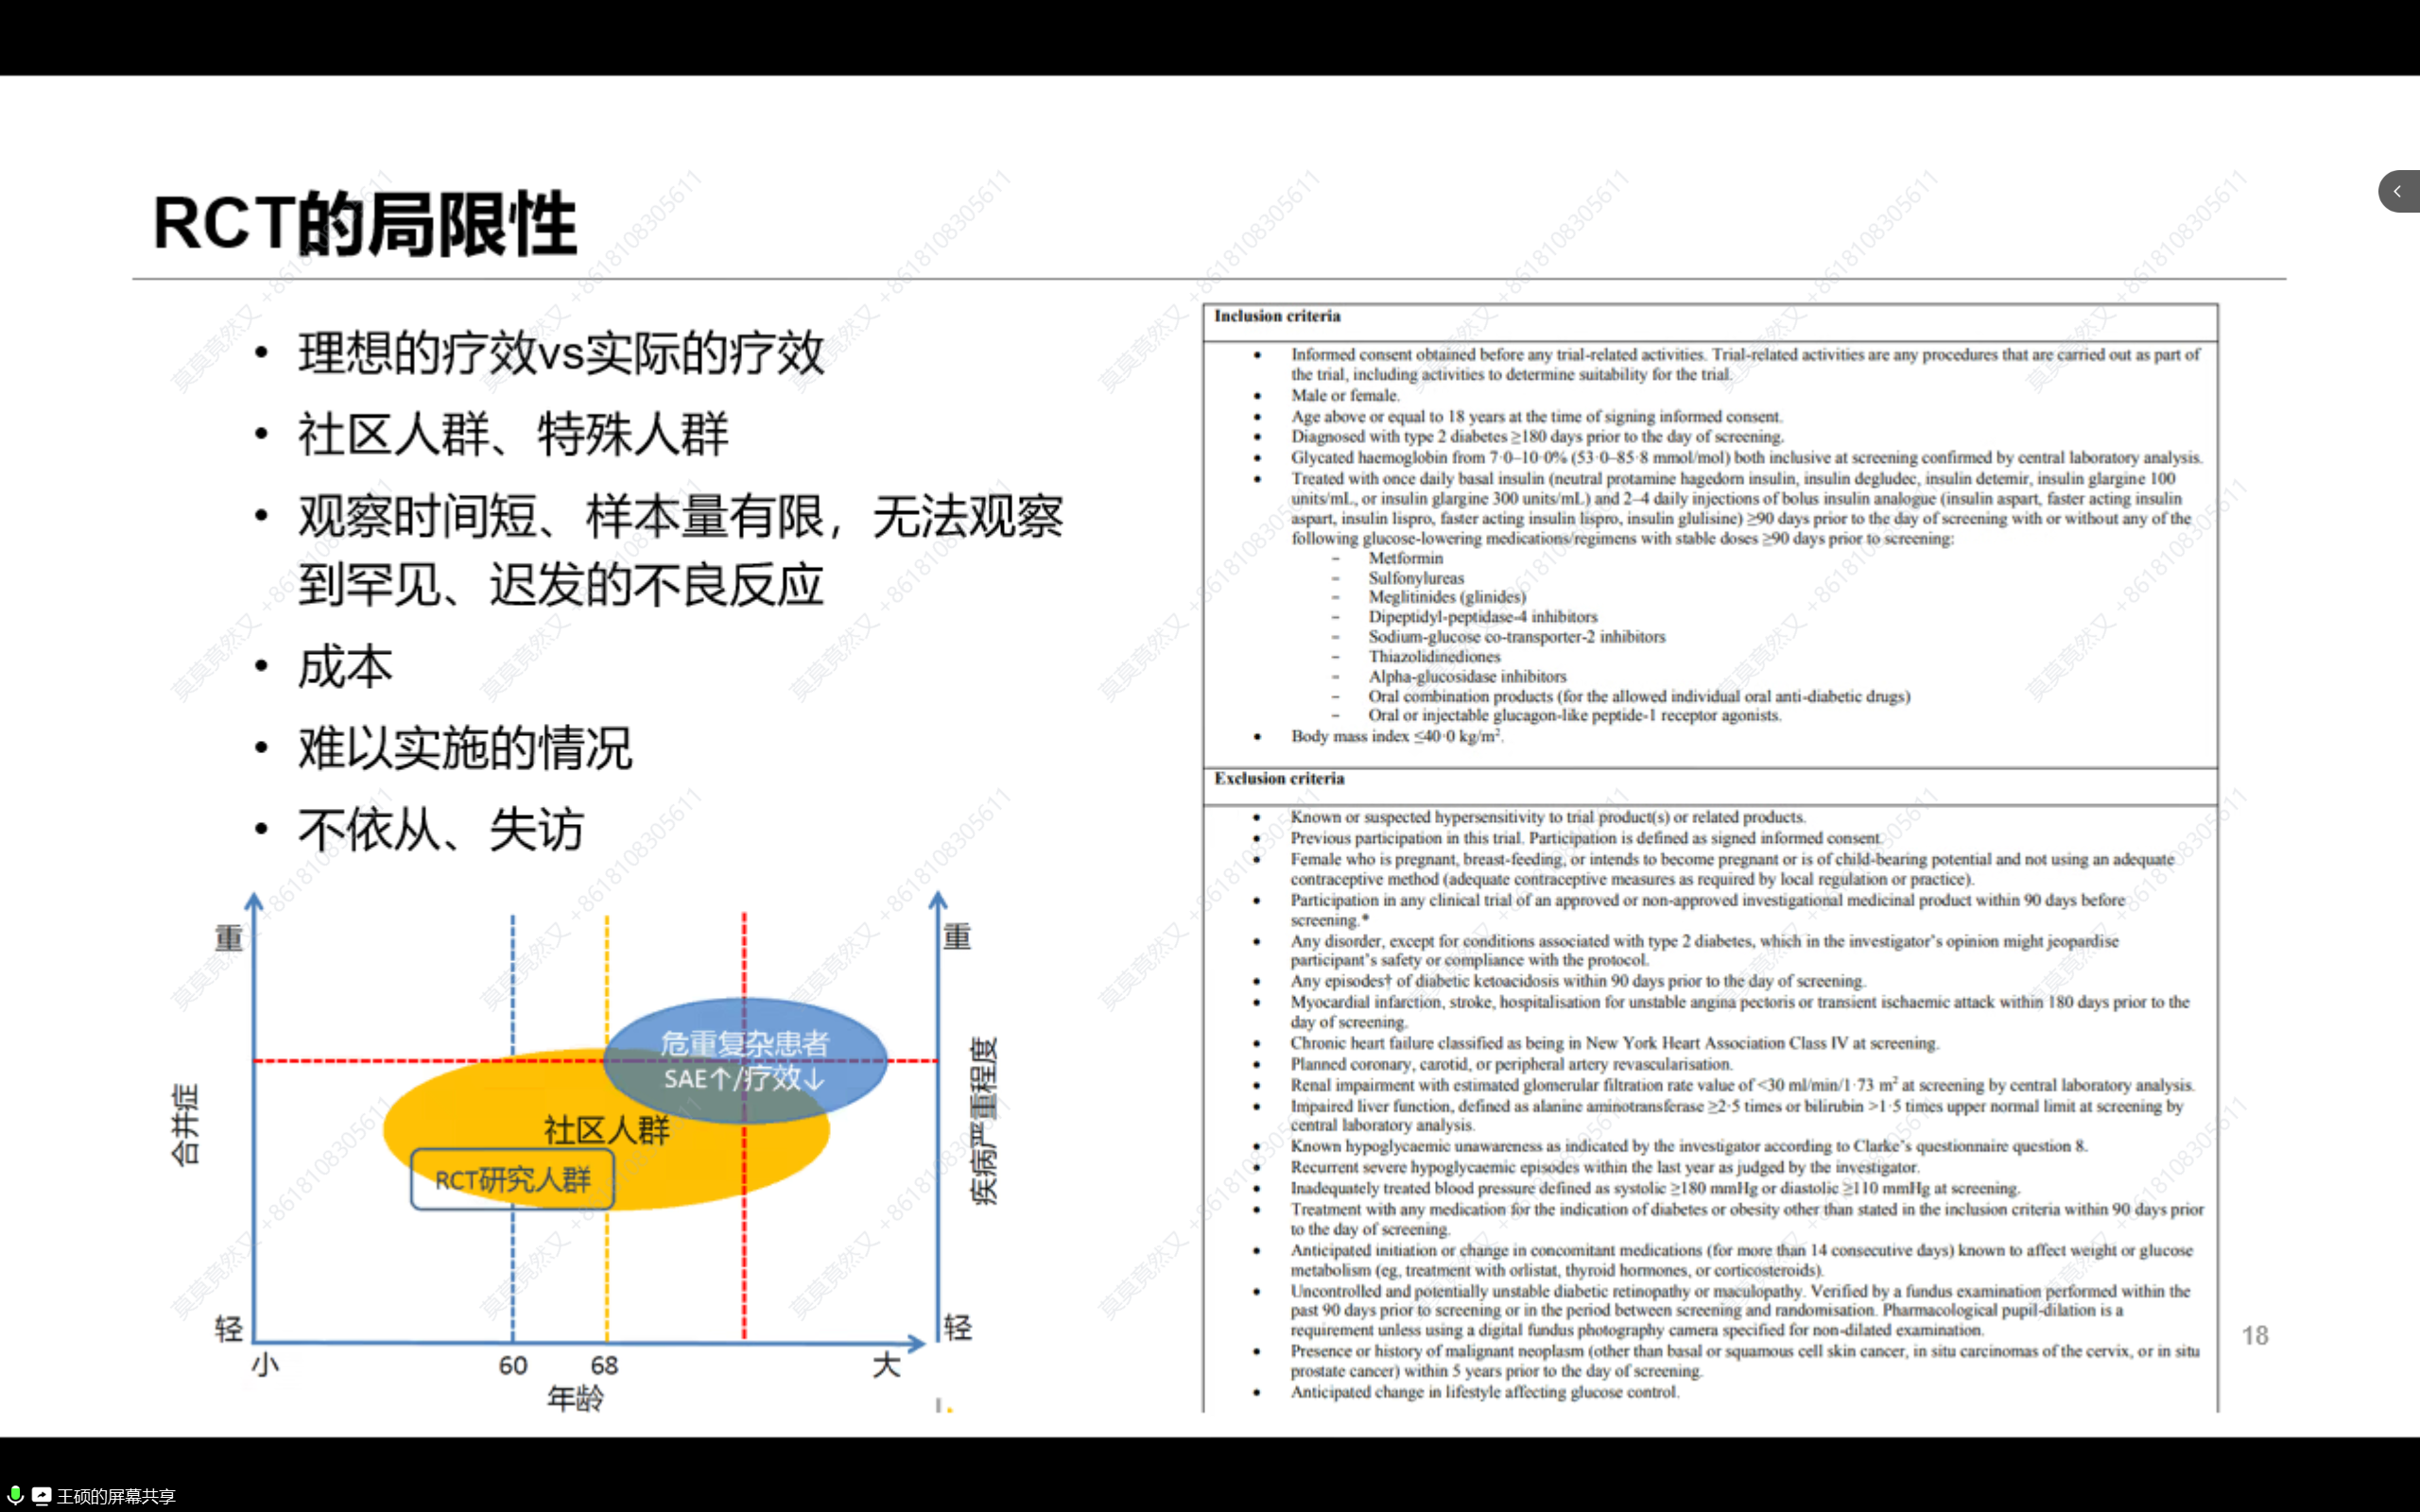 RCT的局限性
• 理想的疗效vs实际的疗效
• 社区人群、特殊人群
• 观察时间短、样本量有限，无法观察
到罕见、迟发的不良反应
• 成本
• 难以实施的情况
• 不依从、失访
重
重
危重复杂患者
SAE↑/疗效↓
社区人群
RCT研究人群
合并症
疾病严重程度
轻
轻
小
60
68
大
年龄
Inclusion criteria
• Informed consent obtained before any trial-related activities. Trial-related activities are any procedures that are carried out as part of
the trial, including activities to determine suitability for the trial.
• Male or female.
• Age above or equal to 18 years at the time of signing informed consent.
• Diagnosed with type 2 diabetes ≥180 days prior to the day of screening.
• Glycated haemoglobin from 7·0–10·0% (53·0–85·8 mmol/mol) both inclusive at screening confirmed by central laboratory analysis.
• Treated with once daily basal insulin (neutral protamine hagedorn insulin, insulin degludec, insulin detemir, insulin glargine 100
units/mL, or insulin glargine 300 units/mL) and 2–4 daily injections of bolus insulin analogue (insulin aspart, faster acting insulin
aspart, insulin lispro, faster acting insulin lispro, insulin glulisine) ≥90 days prior to the day of screening with or without any of the
following glucose-lowering medications/regimens with stable doses ≥90 days prior to screening:
– Metformin
– Sulfonylureas
– Meglitinides (glinides)
– Dipeptidyl-peptidase-4 inhibitors
– Sodium-glucose co-transporter-2 inhibitors
– Thiazolidinediones
– Alpha-glucosidase inhibitors
– Oral combination products (for the allowed individual oral anti-diabetic drugs)
– Oral or injectable glucagon-like peptide-1 receptor agonists.
• Body mass index ≤40·0 kg/m².
Exclusion criteria
• Known or suspected hypersensitivity to trial product(s) or related products.
• Previous participation in this trial. Participation is defined as signed informed consent.
• Female who is pregnant, breast-feeding, or intends to become pregnant or is of child-bearing potential and not using an adequate
contraceptive method (adequate contraceptive measures as required by local regulation or practice).
• Participation in any clinical trial of an approved or non-approved investigational medicinal product within 90 days before
screening.*
• Any disorder, except for conditions associated with type 2 diabetes, which in the investigator's opinion might jeopardise
participant's safety or compliance with the protocol.
• Any episodes† of diabetic ketoacidosis within 90 days prior to the day of screening.
• Myocardial infarction, stroke, hospitalisation for unstable angina pectoris or transient ischaemic attack within 180 days prior to the
day of screening.
• Chronic heart failure classified as being in New York Heart Association Class IV at screening.
• Planned coronary, carotid, or peripheral artery revascularisation.
• Renal impairment with estimated glomerular filtration rate value of <30 ml/min/1·73 m² at screening by central laboratory analysis.
• Impaired liver function, defined as alanine aminotransferase ≥2·5 times or bilirubin >1·5 times upper normal limit at screening by
central laboratory analysis.
• Known hypoglycaemic unawareness as indicated by the investigator according to Clarke's questionnaire question 8.
• Recurrent severe hypoglycaemic episodes within the last year as judged by the investigator.
• Inadequately treated blood pressure defined as systolic ≥180 mmHg or diastolic ≥110 mmHg at screening.
• Treatment with any medication for the indication of diabetes or obesity other than stated in the inclusion criteria within 90 days prior
to the day of screening.
• Anticipated initiation or change in concomitant medications (for more than 14 consecutive days) known to affect weight or glucose
metabolism (eg, treatment with orlistat, thyroid hormones, or corticosteroids).
• Uncontrolled and potentially unstable diabetic retinopathy or maculopathy. Verified by a fundus examination performed within the
past 90 days prior to screening or in the period between screening and randomisation. Pharmacological pupil-dilation is a
requirement unless using a digital fundus photography camera specified for non-dilated examination.
• Presence or history of malignant neoplasm (other than basal or squamous cell skin cancer, in situ carcinomas of the cervix, or in situ
prostate cancer) within 5 years prior to the day of screening.
• Anticipated change in lifestyle affecting glucose control.
18
莫莫竟然又 +8618108305611
王硕的屏幕共享